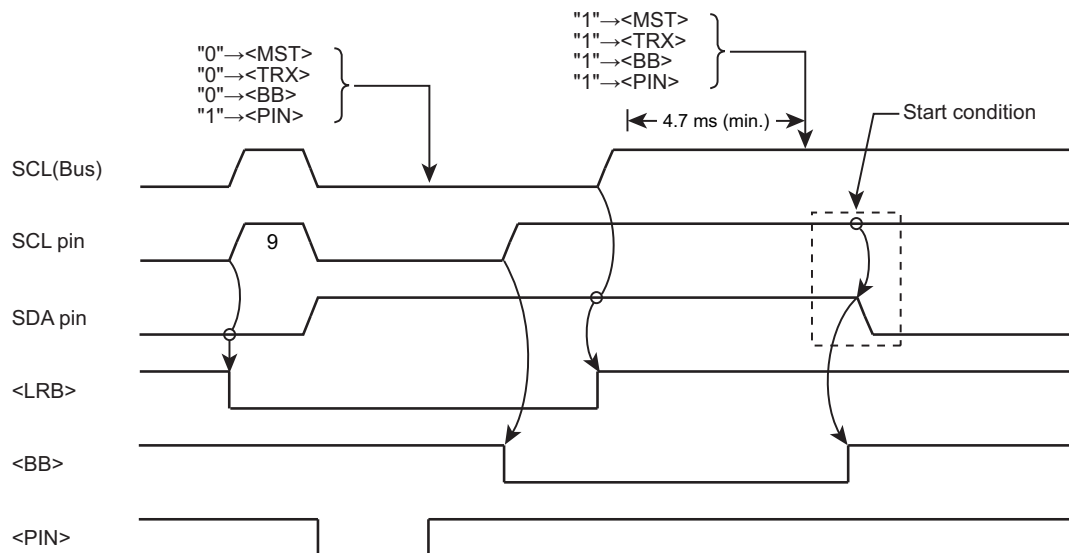 "0"→<MST>
"0"→<TRX>
"0"→<BB>
"1"→<PIN>
"1"→<MST>
"1"→<TRX>
"1"→<BB>
"1"→<PIN>
4.7 ms (min.)
Start condition
SCL(Bus)
SCL pin
9
SDA pin
<LRB>
<BB>
<PIN>